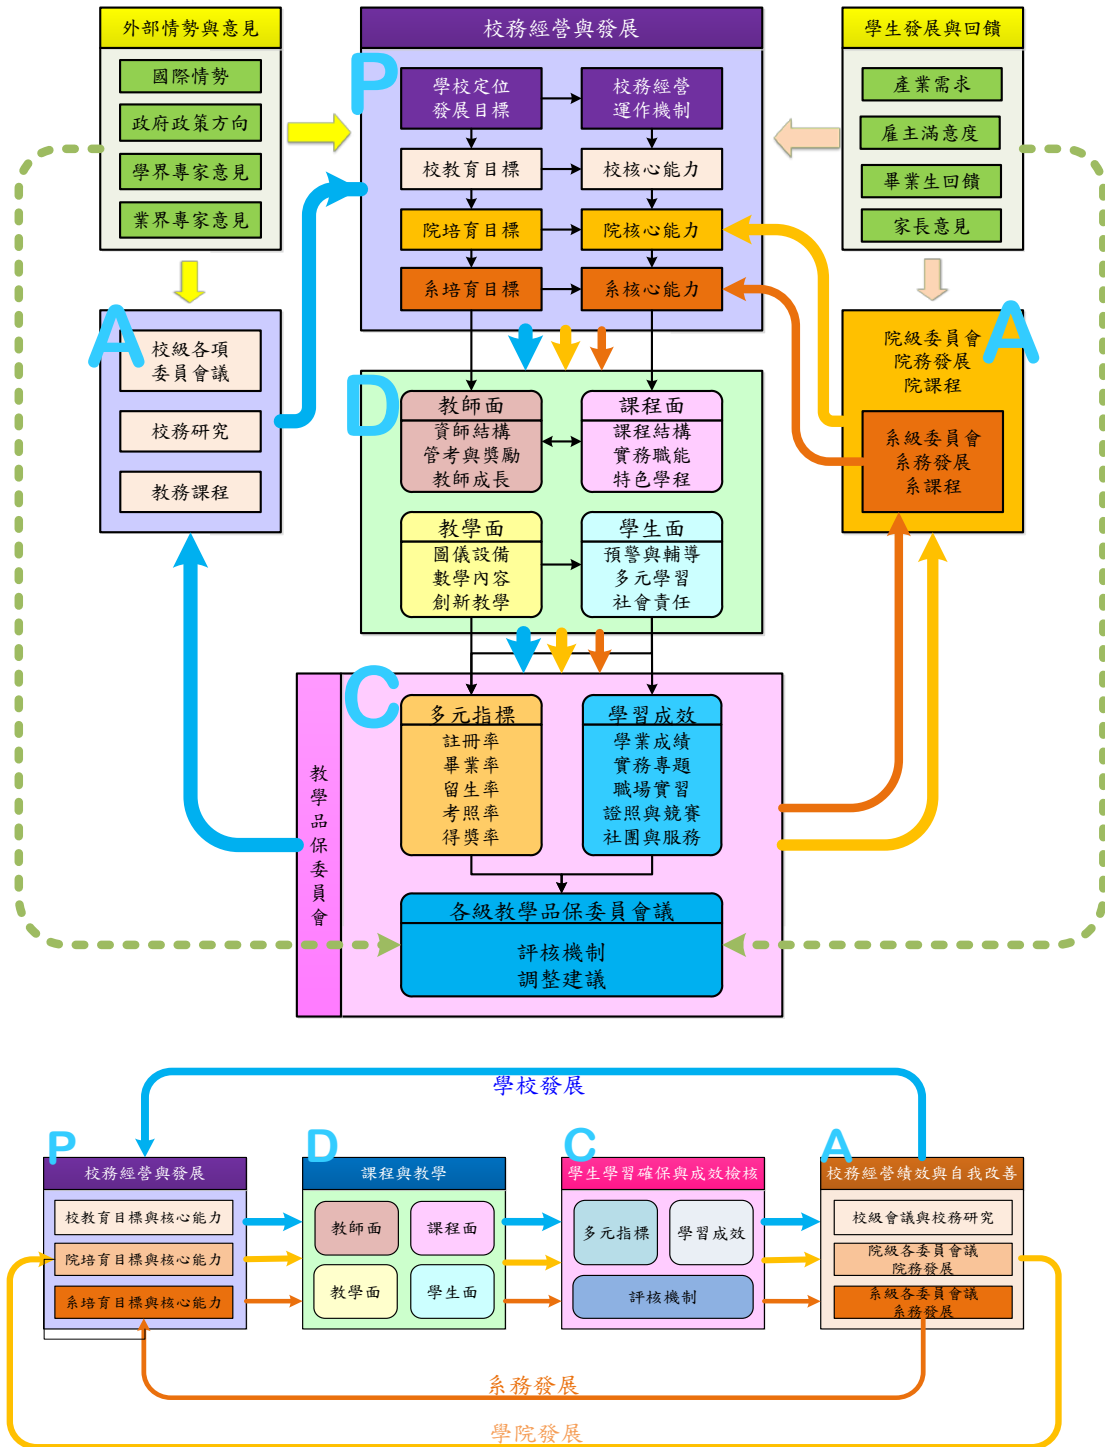 外部情勢與意見
國際情勢
政府政策方向
學界專家意見
業界專家意見
校務經營與發展
P
學校定位
發展目標
校務經營
運作機制
校教育目標
校核心能力
院培育目標
院核心能力
系培育目標
系核心能力
學生發展與回饋
產業需求
雇主滿意度
畢業生回饋
家長意見
A
校級各項
委員會議
校務研究
教務課程
D
教師面
資師結構
管考與獎勵
教師成長
課程面
課程結構
實務職能
特色學程
教學面
圖儀設備
數學內容
創新教學
學生面
預警與輔導
多元學習
社會責任
A
院級委員會
院務發展
院課程
系級委員會
系務發展
系課程
教學品保委員會
C
多元指標
註冊率
畢業率
留生率
考照率
得獎率
學習成效
學業成績
實務專題
職場實習
證照與競賽
社團與服務
各級教學品保委員會議
評核機制
調整建議
學校發展
P
校務經營與發展
校教育目標與核心能力
院培育目標與核心能力
系培育目標與核心能力
D
課程與教學
教師面
課程面
教學面
學生面
C
學生學習確保與成效檢核
多元指標
學習成效
評核機制
A
校務經營績效與自我改善
校級會議與校務研究
院級各委員會議
院務發展
系級各委員會議
系務發展
系務發展
學院發展